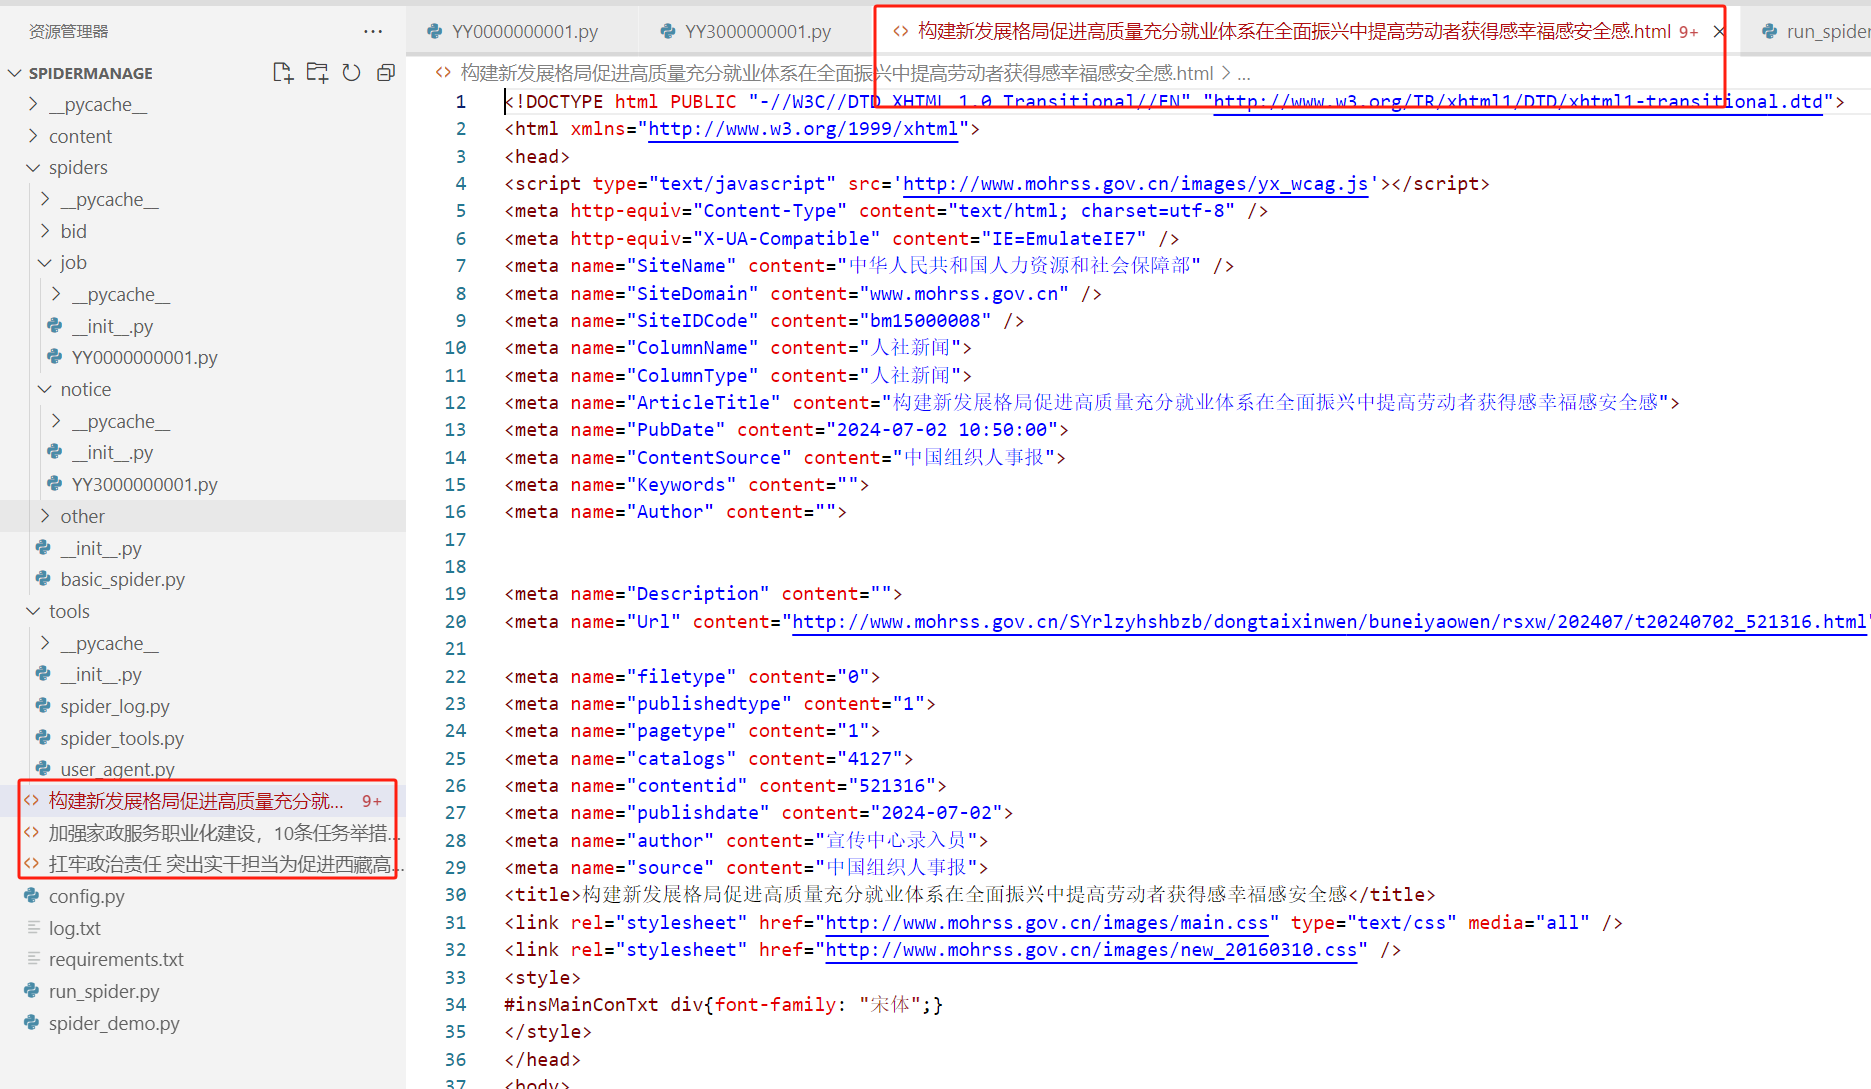 资源管理器
SPIDERMANAGE
__pycache__
content
spiders
__pycache__
bid
job
__pycache__
__init__.py
YY0000000001.py
notice
__pycache__
__init__.py
YY3000000001.py
other
__init__.py
basic_spider.py
tools
__pycache__
__init__.py
spider_log.py
spider_tools.py
user_agent.py
构建新发展格局促进高质量充分就... 9+
加强家政服务职业化建设，10条任务举措...
扛牢政治责任 突出实干担当为促进西藏高...
config.py
log.txt
requirements.txt
run_spider.py
spider_demo.py
YY0000000001.py YY3000000001.py 构建新发展格局促进高质量充分就业体系在全面振兴中提高劳动者获得感幸福感安全感.html 9+ run_spider
构建新发展格局促进高质量充分就业体系在全面振兴中提高劳动者获得感幸福感安全感.html > ...
1 <!DOCTYPE html PUBLIC "-//W3C//DTD XHTML 1.0 Transitional//EN" "http://www.w3.org/TR/xhtml1/DTD/xhtml1-transitional.dtd">
2 <html xmlns="http://www.w3.org/1999/xhtml">
3 <head>
4 <script type="text/javascript" src='http://www.mohrss.gov.cn/images/yx_wcag.js'></script>
5 <meta http-equiv="Content-Type" content="text/html; charset=utf-8" />
6 <meta http-equiv="X-UA-Compatible" content="IE=EmulateIE7" />
7 <meta name="SiteName" content="中华人民共和国人力资源和社会保障部" />
8 <meta name="SiteDomain" content="www.mohrss.gov.cn" />
9 <meta name="SiteIDCode" content="bm15000008" />
10 <meta name="ColumnName" content="人社新闻">
11 <meta name="ColumnType" content="人社新闻">
12 <meta name="ArticleTitle" content="构建新发展格局促进高质量充分就业体系在全面振兴中提高劳动者获得感幸福感安全感">
13 <meta name="PubDate" content="2024-07-02 10:50:00">
14 <meta name="ContentSource" content="中国组织人事报">
15 <meta name="Keywords" content="">
16 <meta name="Author" content="">
17
18
19 <meta name="Description" content="">
20 <meta name="Url" content="http://www.mohrss.gov.cn/SYrlzyhshbzb/dongtaixinwen/buneiyaowen/rsxw/202407/t20240702_521316.html"
21
22 <meta name="filetype" content="0">
23 <meta name="publishedtype" content="1">
24 <meta name="pagetype" content="1">
25 <meta name="catalogs" content="4127">
26 <meta name="contentid" content="521316">
27 <meta name="publishdate" content="2024-07-02">
28 <meta name="author" content="宣传中心录入员">
29 <meta name="source" content="中国组织人事报">
30 <title>构建新发展格局促进高质量充分就业体系在全面振兴中提高劳动者获得感幸福感安全感</title>
31 <link rel="stylesheet" href="http://www.mohrss.gov.cn/images/main.css" type="text/css" media="all" />
32 <link rel="stylesheet" href="http://www.mohrss.gov.cn/images/new_20160310.css" />
33 <style>
34 #insMainConTxt div{font-family: "宋体";}
35 </style>
36 </head>
37 <body>